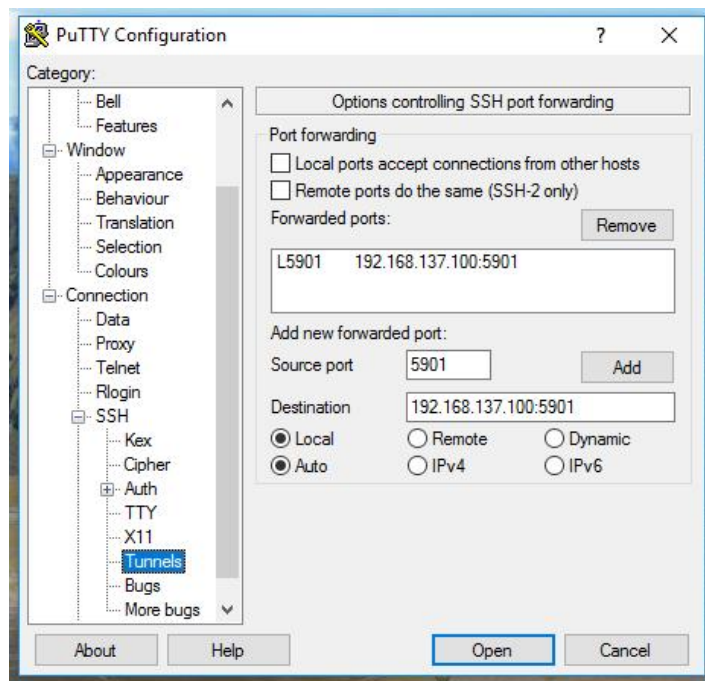 PuTTY Configuration
?
Category:
Bell
Features
Window
Appearance
Behaviour
Translation
Selection
Colours
Connection
Data
Proxy
Telnet
Rlogin
SSH
Kex
Cipher
Auth
TTY
X11
Tunnels
Bugs
More bugs
Options controlling SSH port forwarding
Port forwarding
Local ports accept connections from other hosts
Remote ports do the same (SSH-2 only)
Forwarded ports:
Remove
L5901 192.168.137.100:5901
Add new forwarded port:
Source port 5901 Add
Destination 192.168.137.100:5901
Local Remote Dynamic
Auto IPv4 IPv6
About Help Open Cancel